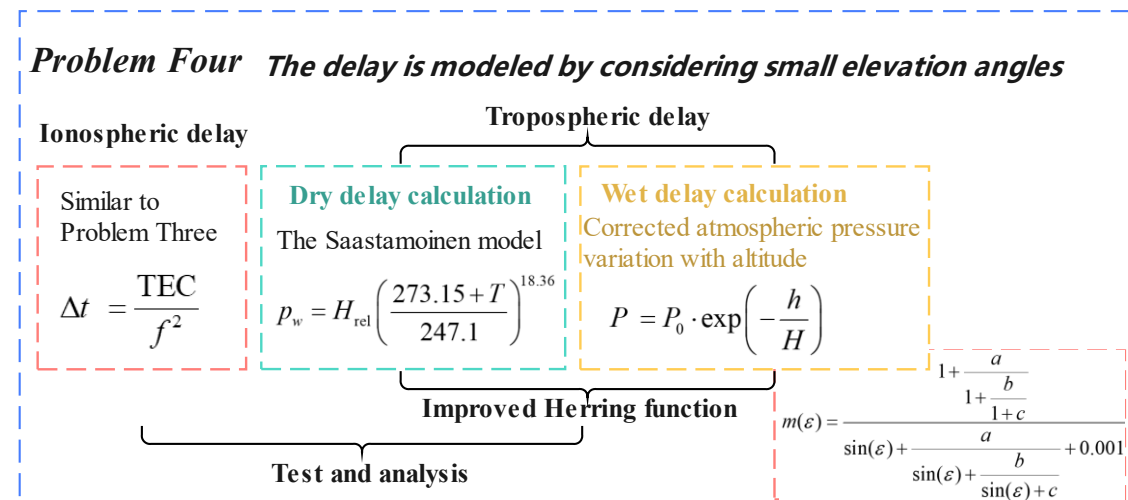 Problem Four The delay is modeled by considering small elevation angles
Ionospheric delay
Tropospheric delay
Similar to
Problem Three
Δt = TEC / f²
Dry delay calculation
The Saastamoinen model
p_w = H_rel ((273.15 + T) / 247.1)^18.36
Wet delay calculation
Corrected atmospheric pressure
variation with altitude
P = P₀ · exp(−h / H)
Improved Herring function
m(ε) = (1 + a / (1 + b / (1 + c))) / (sin(ε) + a / (sin(ε) + b / (sin(ε) + c)) + 0.001)
Test and analysis